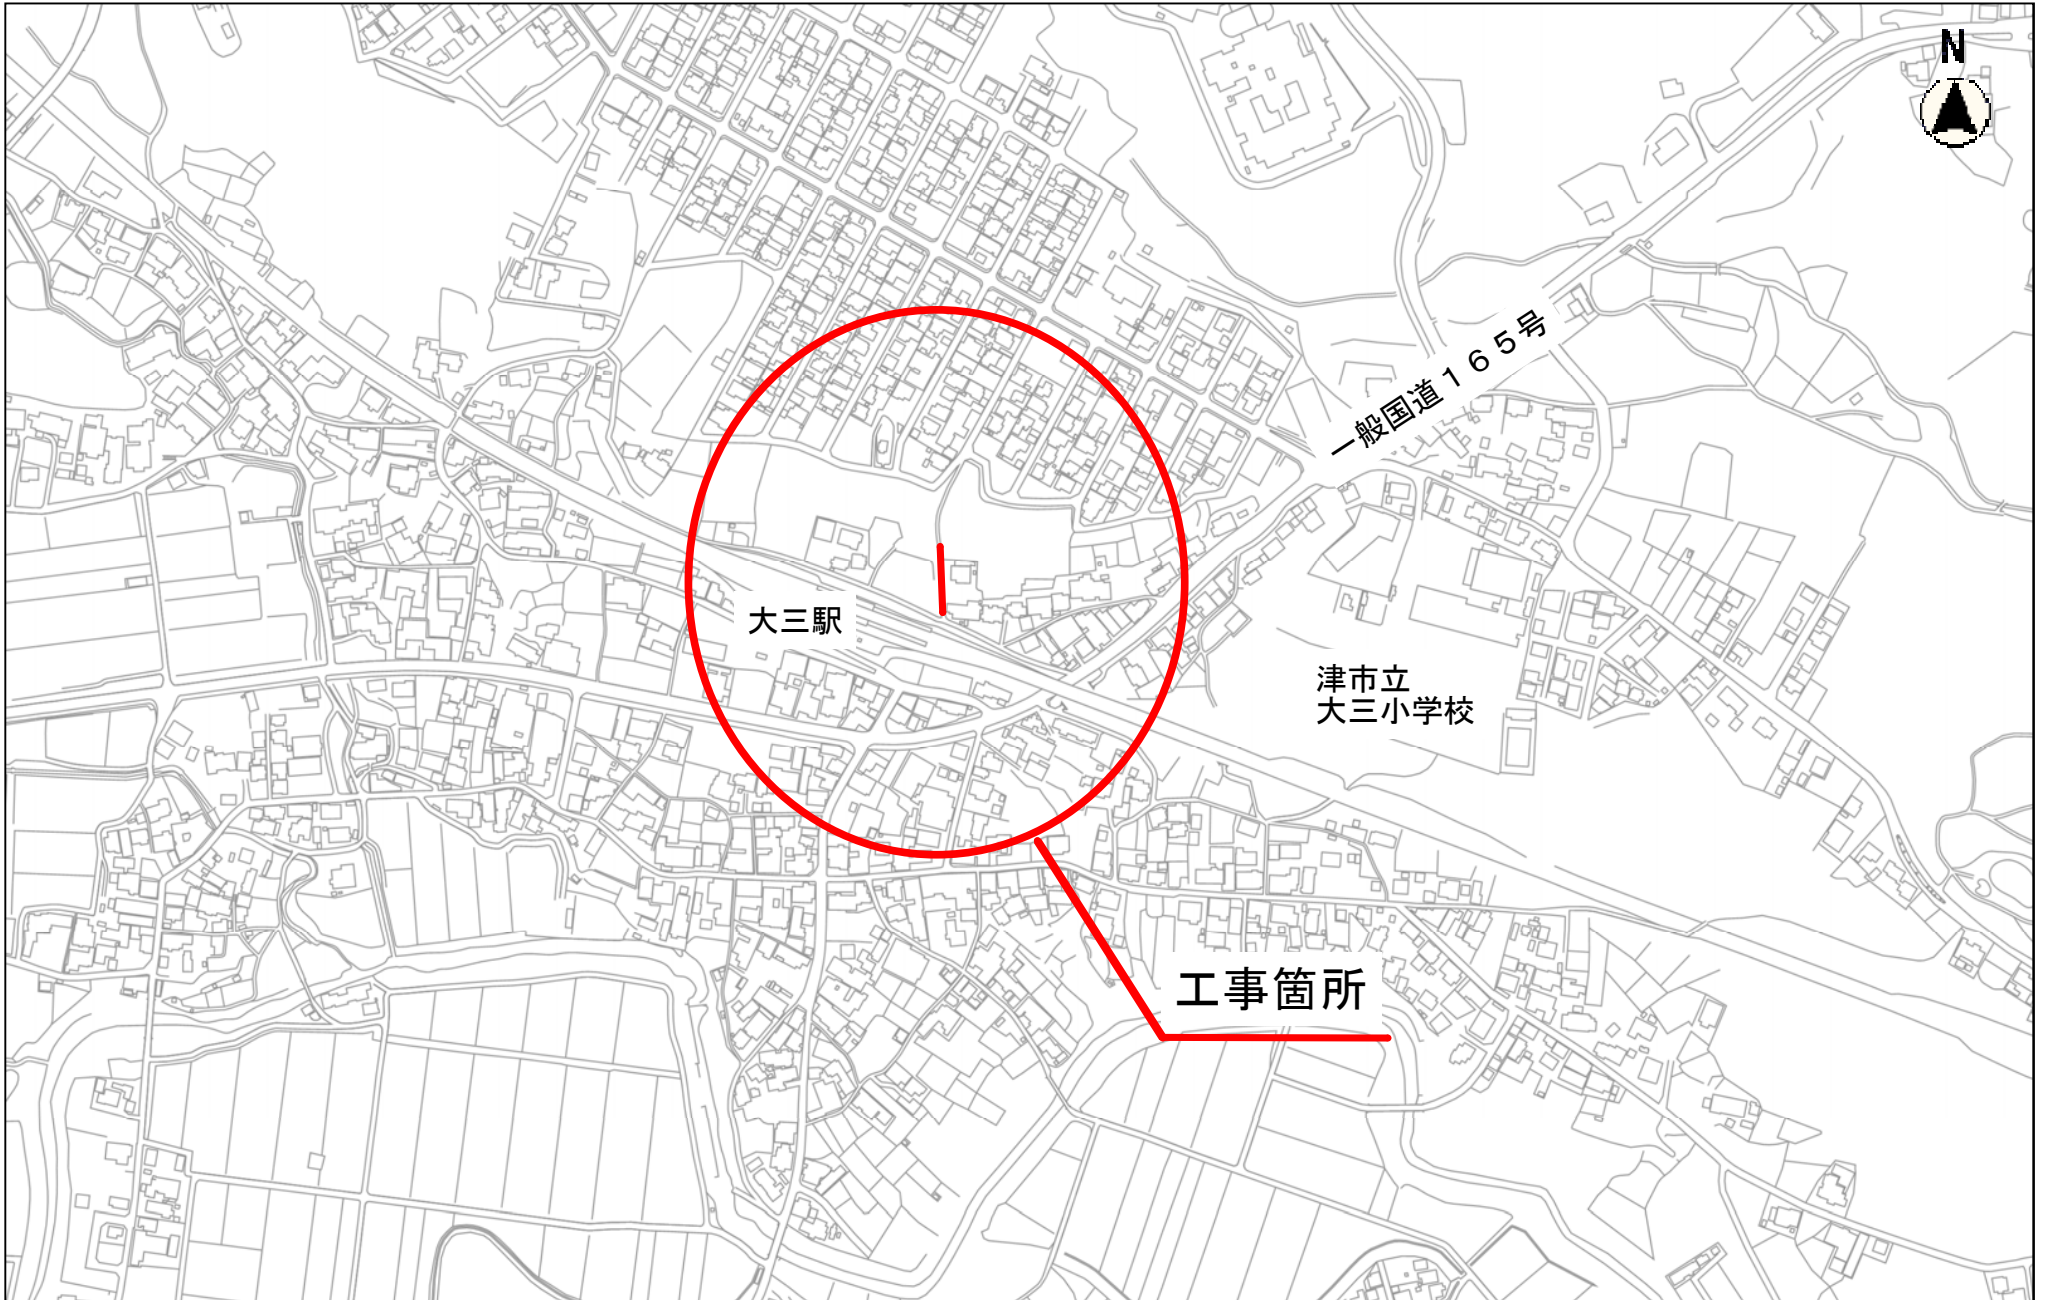 N
一般国道１６５号
大三駅
津市立
大三小学校
工事箇所